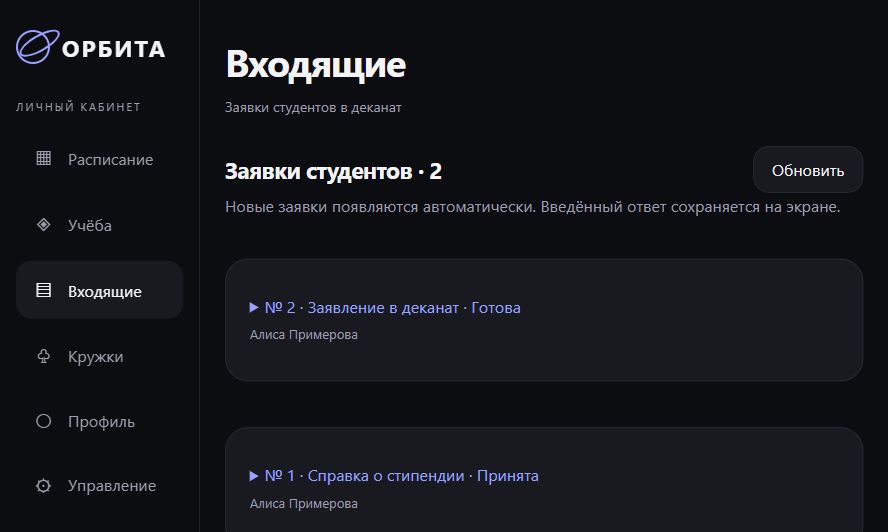 ОРБИТА
ЛИЧНЫЙ КАБИНЕТ
Расписание
Учёба
Входящие
Кружки
Профиль
Управление
Входящие
Заявки студентов в деканат
Заявки студентов · 2
Обновить
Новые заявки появляются автоматически. Введённый ответ сохраняется на экране.
№ 2 · Заявление в деканат · Готова
Алиса Примерова
№ 1 · Справка о стипендии · Принята
Алиса Примерова